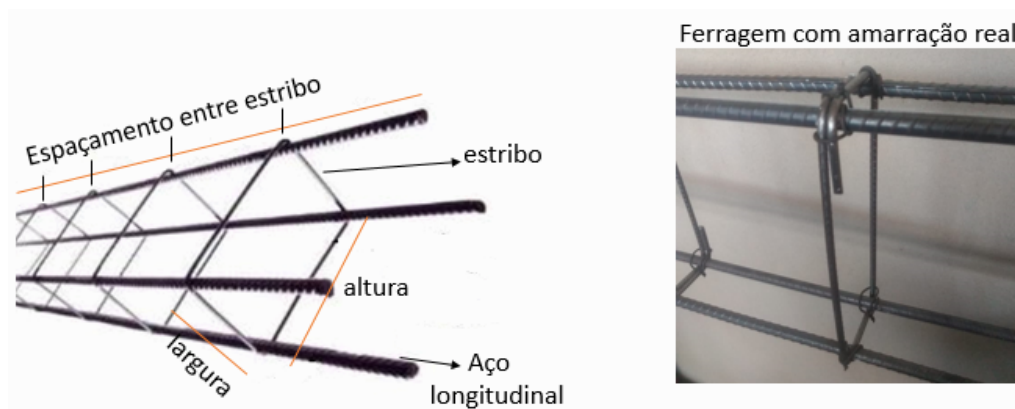 Ferragem com amarração real
Espaçamento entre estribo
estribo
altura
largura
Aço
longitudinal